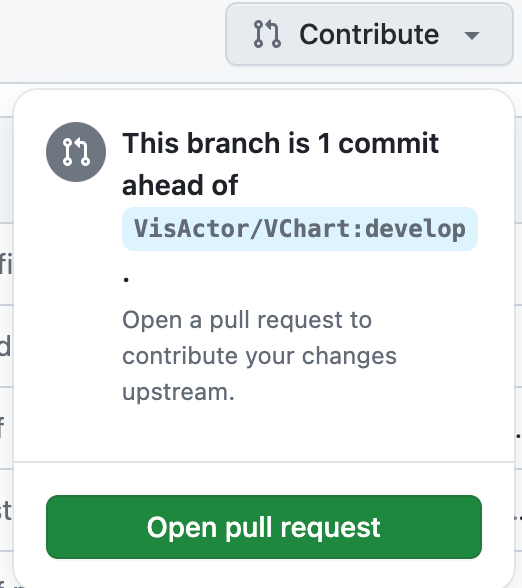 Contribute
This branch is 1 commit
ahead of
VisActor/VChart:develop
.
Open a pull request to
contribute your changes
upstream.
Open pull request